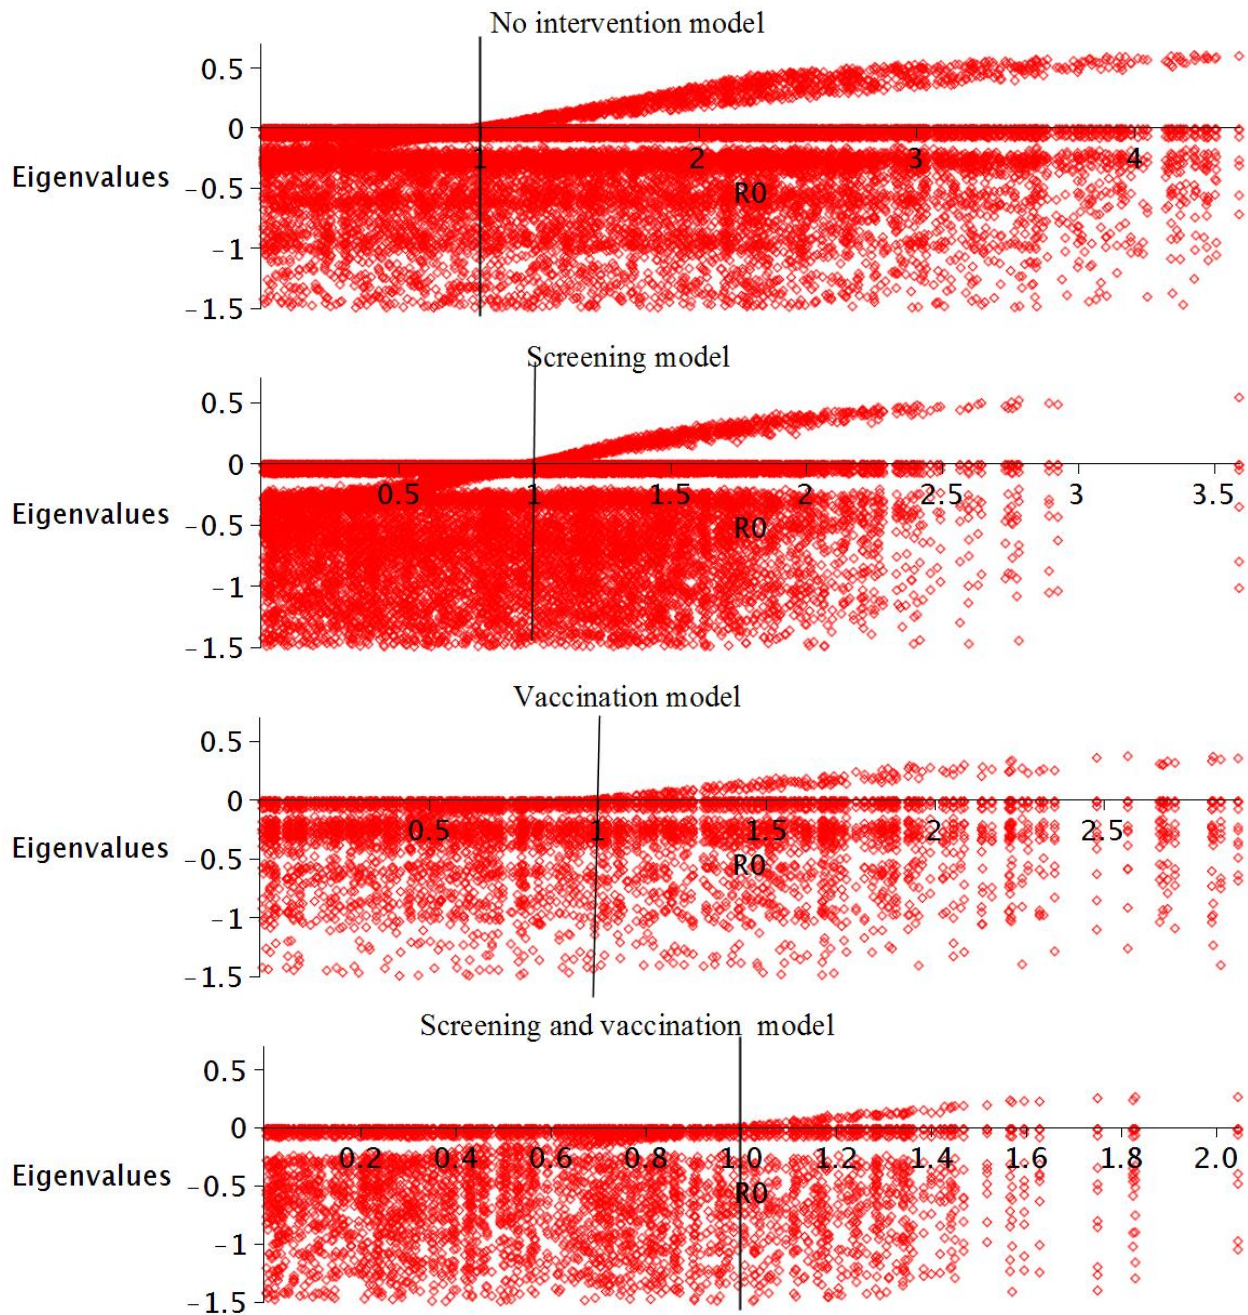 No intervention model
0.5
0
1 2 3 4
Eigenvalues
-0.5
R0
-1
-1.5
Screening model
0.5
0
0.5 1 1.5 2 2.5 3 3.5
Eigenvalues
-0.5
R0
-1
-1.5
Vaccination model
0.5
0
0.5 1 1.5 2 2.5
Eigenvalues
-0.5
R0
-1
-1.5
Screening and vaccination model
0.5
0
0.2 0.4 0.6 0.8 1.0 1.2 1.4 1.6 1.8 2.0
Eigenvalues
-0.5
R0
-1
-1.5